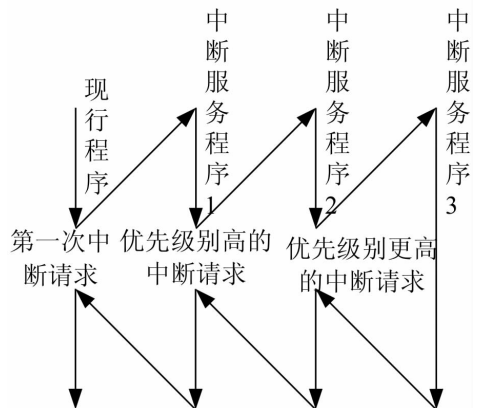 现行程序
中断服务程序1
中断服务程序2
中断服务程序3
第一次中
断请求
优先级别高的
中断请求
优先级别更高
的中断请求